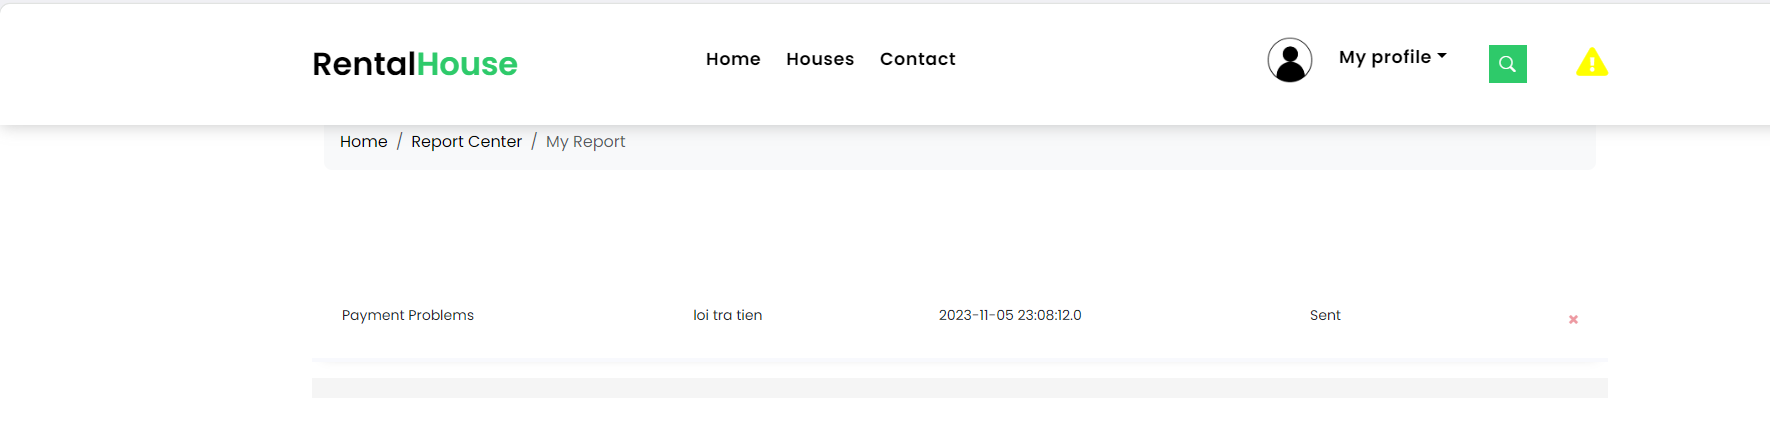 RentalHouse Home Houses Contact My profile
Home / Report Center / My Report
Payment Problems loi tra tien 2023-11-05 23:08:12.0 Sent